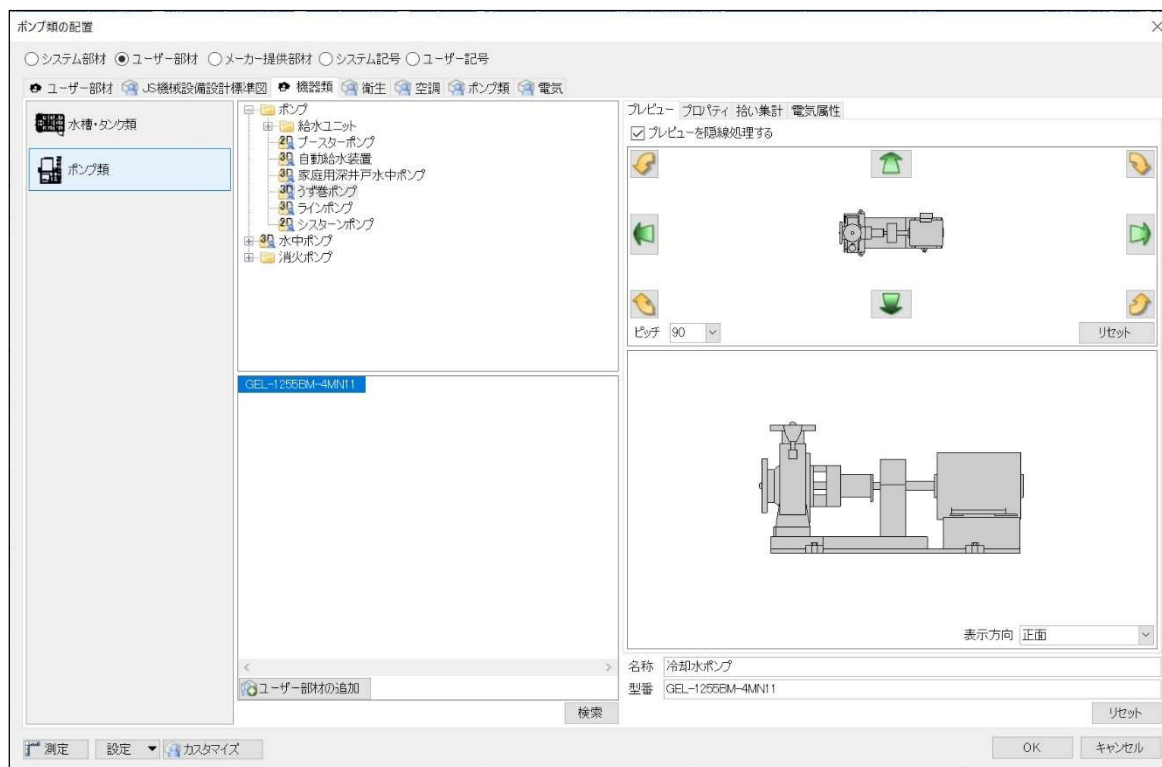 ポンプ類の配置
システム部材 ユーザー部材 メーカー提供部材 システム記号 ユーザー記号
ユーザー部材 JS機械設備設計標準図 機器類 衛生 空調 ポンプ類 電気
水槽・タンク類
ポンプ類
ポンプ
給水ユニット
2D ブースターポンプ
3D 自動給水装置
3D 家庭用深井戸水中ポンプ
3D うず巻ポンプ
3D ラインポンプ
2D シスターンポンプ
3D 水中ポンプ
消火ポンプ
GEL-1255BM-4MN11
ユーザー部材の追加
検索
プレビュー プロパティ 拾い集計 電気属性
プレビューを隠線処理する
ピッチ 90 リセット
表示方向 正面
名称 冷却水ポンプ
型番 GEL-1255BM-4MN11
リセット
測定 設定 カスタマイズ OK キャンセル